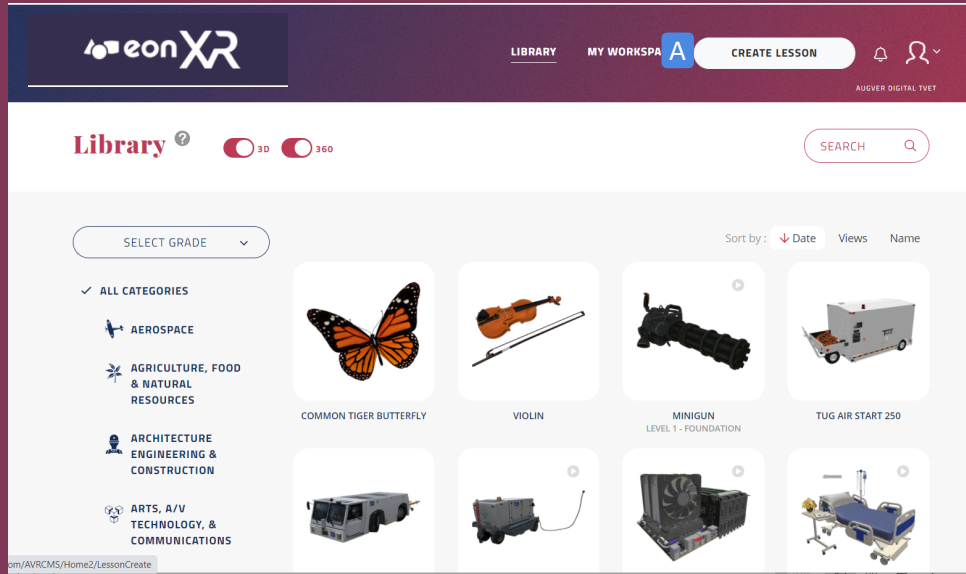 eon XR
LIBRARY
MY WORKSPA
A
CREATE LESSON
AUGVER DIGITAL TVET
Library ?
3D
360
SEARCH
SELECT GRADE
Sort by : Date Views Name
ALL CATEGORIES
AEROSPACE
AGRICULTURE, FOOD
& NATURAL
RESOURCES
ARCHITECTURE
ENGINEERING &
CONSTRUCTION
ARTS, A/V
TECHNOLOGY, &
COMMUNICATIONS
COMMON TIGER BUTTERFLY
VIOLIN
MINIGUN
LEVEL 1 - FOUNDATION
TUG AIR START 250
om/AVRCMS/Home2/LessonCreate